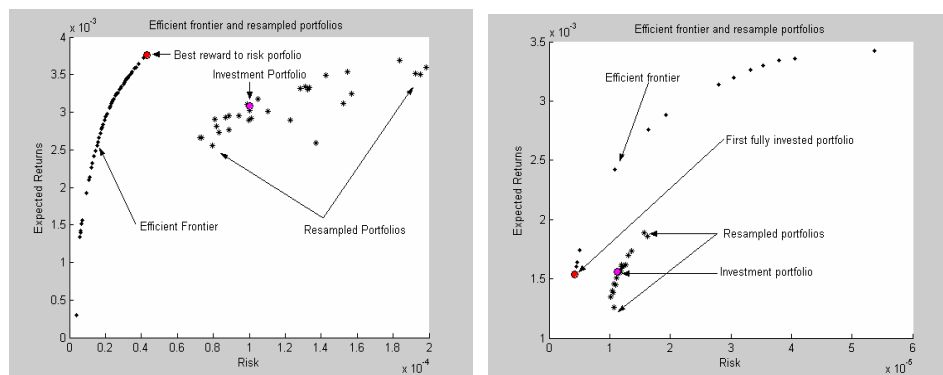 Efficient frontier and resampled portfolios
x 10⁻³
4
3.5
3
2.5
2
1.5
1
0.5
0
Expected Returns
Best reward to risk porfolio
Investment Portfolio
Efficient Frontier
Resampled Portfolios
0 0.2 0.4 0.6 0.8 1 1.2 1.4 1.6 1.8 2
Risk
x 10⁻⁴
Efficient frontier and resample portfolios
x 10⁻³
3.5
3
2.5
2
1.5
1
Expected Returns
Efficient frontier
First fully invested portfolio
Resampled portfolios
Investment portfolio
0 1 2 3 4 5 6
Risk
x 10⁻⁵